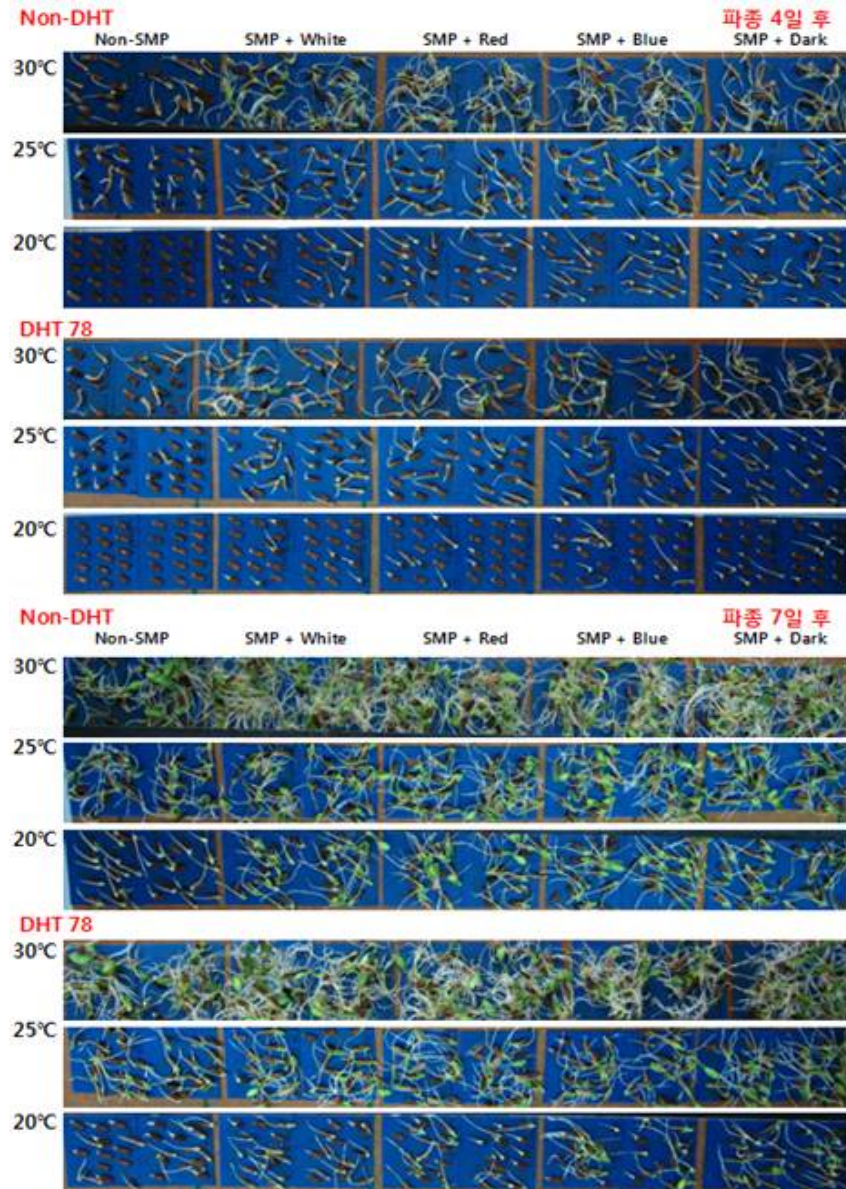 Non-DHT 파종 4일 후
Non-SMP SMP + White SMP + Red SMP + Blue SMP + Dark
30℃
25℃
20℃
DHT 78
30℃
25℃
20℃
Non-DHT 파종 7일 후
Non-SMP SMP + White SMP + Red SMP + Blue SMP + Dark
30℃
25℃
20℃
DHT 78
30℃
25℃
20℃